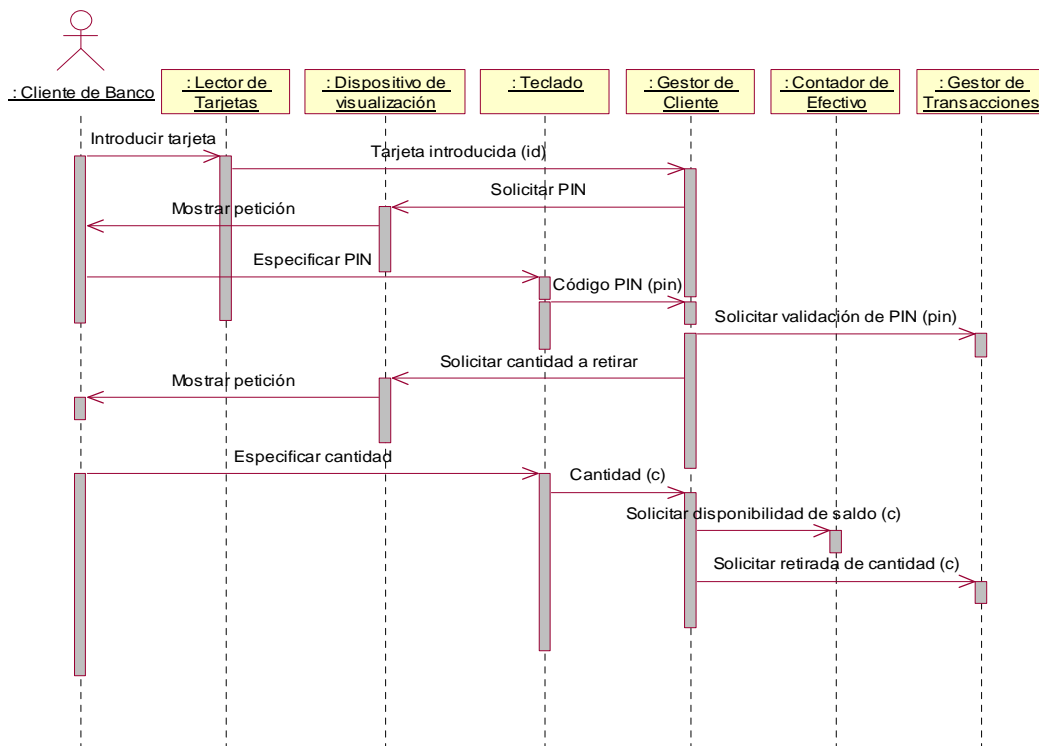 : Cliente de Banco
: Lector de
Tarjetas
: Dispositivo de
visualización
: Teclado
: Gestor de
Cliente
: Contador de
Efectivo
: Gestor de
Transacciones
Introducir tarjeta
Tarjeta introducida (id)
Solicitar PIN
Mostrar petición
Especificar PIN
Código PIN (pin)
Solicitar validación de PIN (pin)
Solicitar cantidad a retirar
Mostrar petición
Especificar cantidad
Cantidad (c)
Solicitar disponibilidad de saldo (c)
Solicitar retirada de cantidad (c)